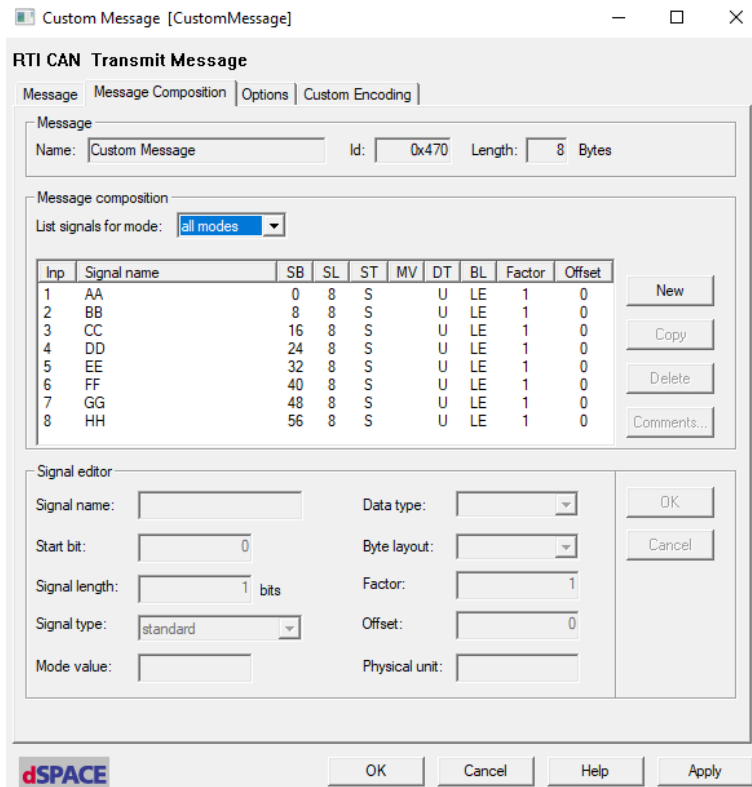 Custom Message [CustomMessage]
RTI CAN Transmit Message
Message Message Composition Options Custom Encoding
Message
Name: Custom Message Id: 0x470 Length: 8 Bytes
Message composition
List signals for mode: all modes
Inp Signal name SB SL ST MV DT BL Factor Offset
1 AA 0 8 S U LE 1 0
2 BB 8 8 S U LE 1 0
3 CC 16 8 S U LE 1 0
4 DD 24 8 S U LE 1 0
5 EE 32 8 S U LE 1 0
6 FF 40 8 S U LE 1 0
7 GG 48 8 S U LE 1 0
8 HH 56 8 S U LE 1 0
New
Copy
Delete
Comments...
Signal editor
Signal name: Data type: OK
Start bit: 0 Byte layout: Cancel
Signal length: 1 bits Factor: 1
Signal type: standard Offset: 0
Mode value: Physical unit:
dSPACE OK Cancel Help Apply